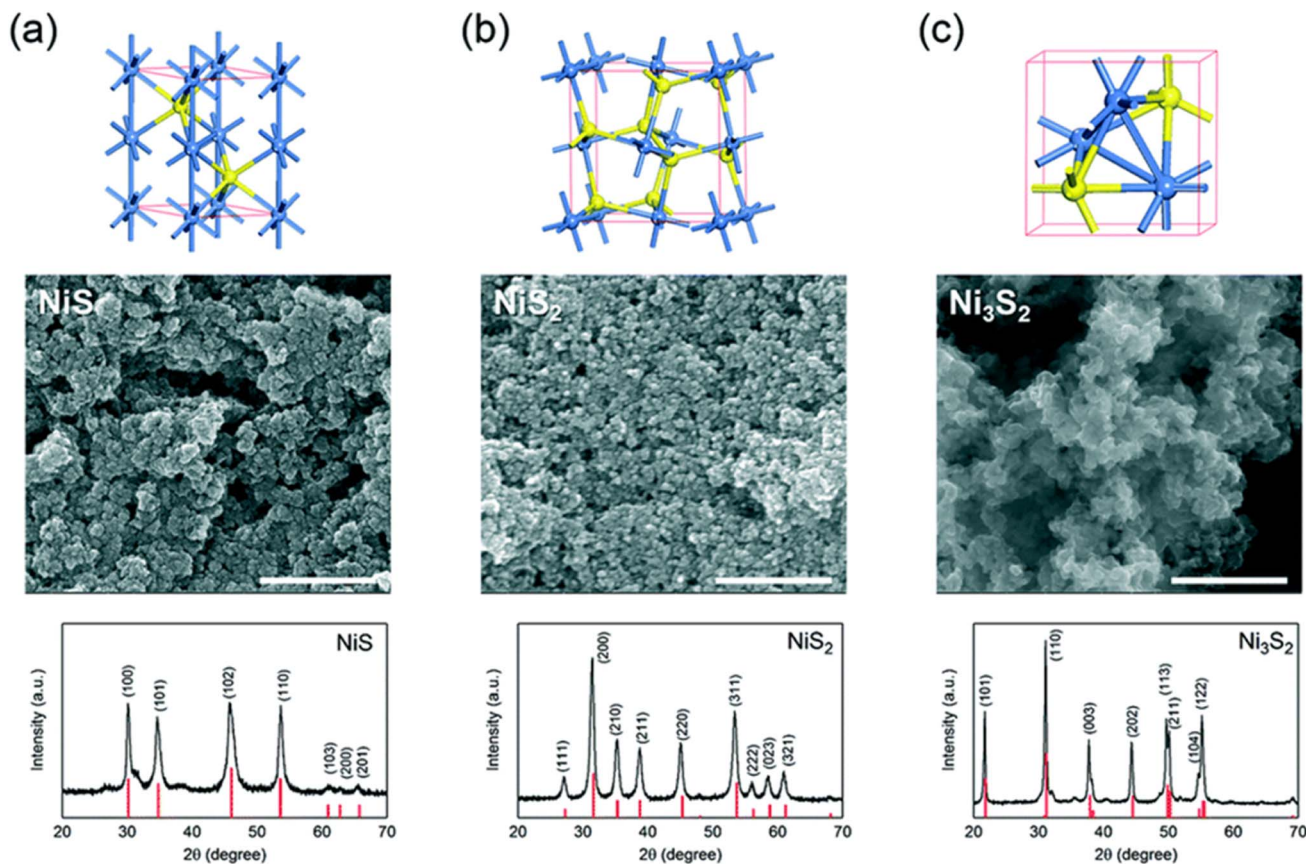 (a)
(b)
(c)
NiS
NiS2
Ni3S2
NiS
(100)
(101)
(102)
(110)
(103)
(200)
(201)
Intensity (a.u.)
20 30 40 50 60 70
2θ (degree)
NiS2
(111)
(200)
(210)
(211)
(220)
(311)
(222)
(023)
(321)
Intensity (a.u.)
20 30 40 50 60 70
2θ (degree)
Ni3S2
(101)
(110)
(003)
(202)
(113)
(211)
(104)
(122)
Intensity (a.u.)
20 30 40 50 60 70
2θ (degree)